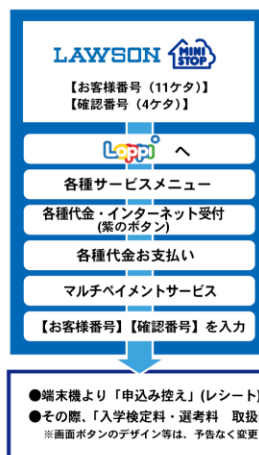 LAWSON MINI STOP
【お客様番号(11ケタ)】
【確認番号(4ケタ)】
Loppi へ
各種サービスメニュー
各種代金・インターネット受付
(紫のボタン)
各種代金お支払い
マルチペイメントサービス
【お客様番号】【確認番号】を入力
●端末機より「申込み控え」(レシート)
●その際、「入学検定料・選考料 取扱
※画面ボタンのデザイン等は、予告なく変更